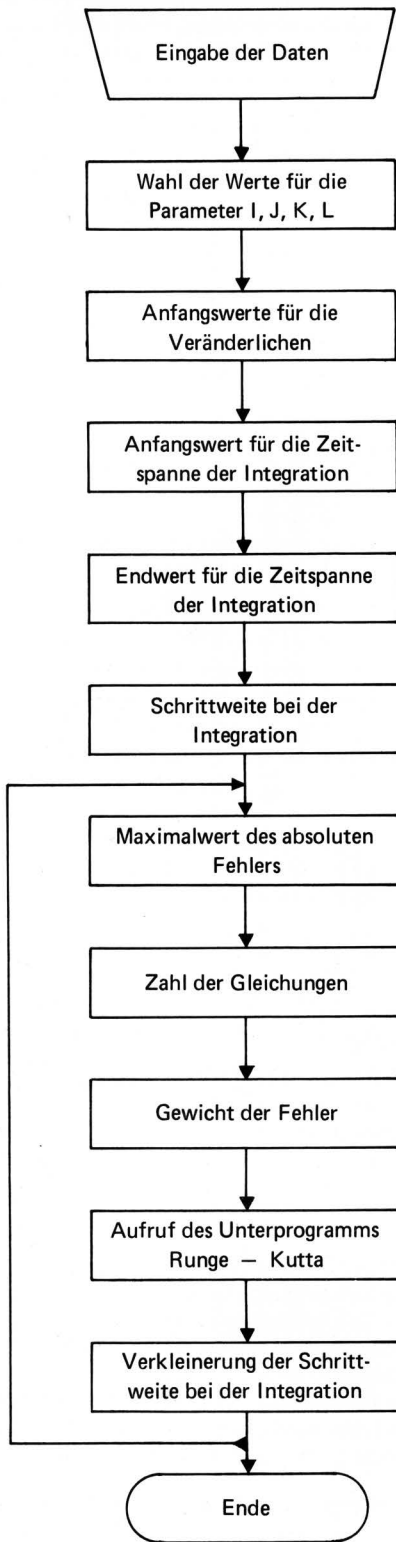 Eingabe der Daten
Wahl der Werte für die
Parameter I, J, K, L
Anfangswerte für die
Veränderlichen
Anfangswert für die Zeit-
spanne der Integration
Endwert für die Zeitspanne
der Integration
Schrittweite bei der
Integration
Maximalwert des absoluten
Fehlers
Zahl der Gleichungen
Gewicht der Fehler
Aufruf des Unterprogramms
Runge – Kutta
Verkleinerung der Schritt-
weite bei der Integration
Ende